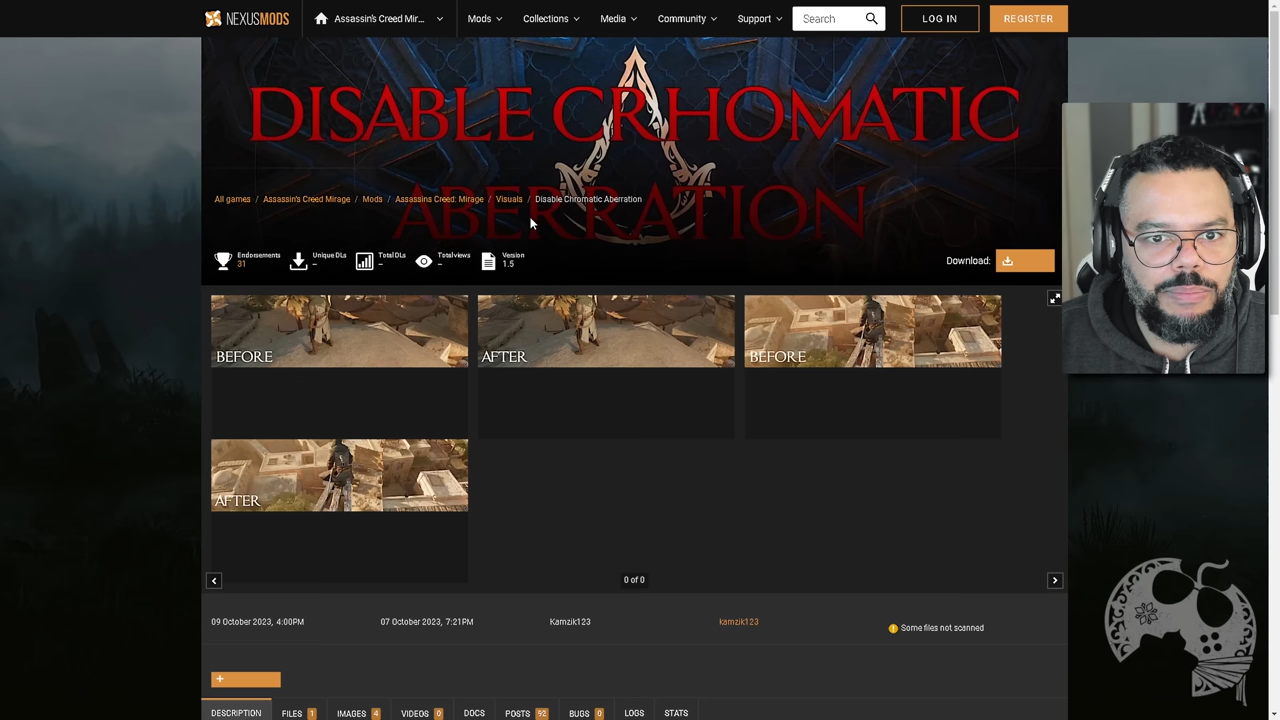 NEXUSMODS
Assassin's Creed Mir...
Mods
Collections
Media
Community
Support
Search
LOG IN
REGISTER
DISABLE CRHOMATIC
ABERRATION
All games / Assassin's Creed Mirage / Mods / Assassins Creed: Mirage / Visuals / Disable Chromatic Aberration
Endorsements
31
Unique DLs
–
Total DLs
–
Total views
–
Version
1.5
Download:
BEFORE
AFTER
BEFORE
AFTER
0 of 0
09 October 2023, 4:00PM
07 October 2023, 7:21PM
Kamzik123
kamzik123
Some files not scanned
DESCRIPTION
FILES 1
IMAGES 4
VIDEOS 0
DOCS
POSTS 92
BUGS 0
LOGS
STATS